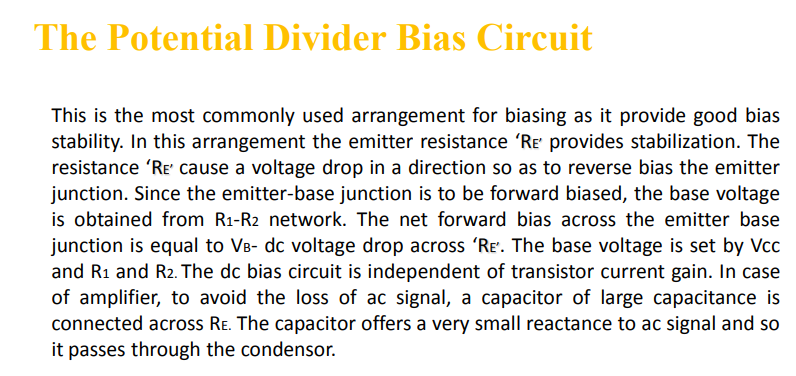 The Potential Divider Bias Circuit
This is the most commonly used arrangement for biasing as it provide good bias
stability. In this arrangement the emitter resistance ‘RE’ provides stabilization. The
resistance ‘RE’ cause a voltage drop in a direction so as to reverse bias the emitter
junction. Since the emitter-base junction is to be forward biased, the base voltage
is obtained from R1-R2 network. The net forward bias across the emitter base
junction is equal to VB- dc voltage drop across ‘RE’. The base voltage is set by Vcc
and R1 and R2. The dc bias circuit is independent of transistor current gain. In case
of amplifier, to avoid the loss of ac signal, a capacitor of large capacitance is
connected across RE. The capacitor offers a very small reactance to ac signal and so
it passes through the condensor.